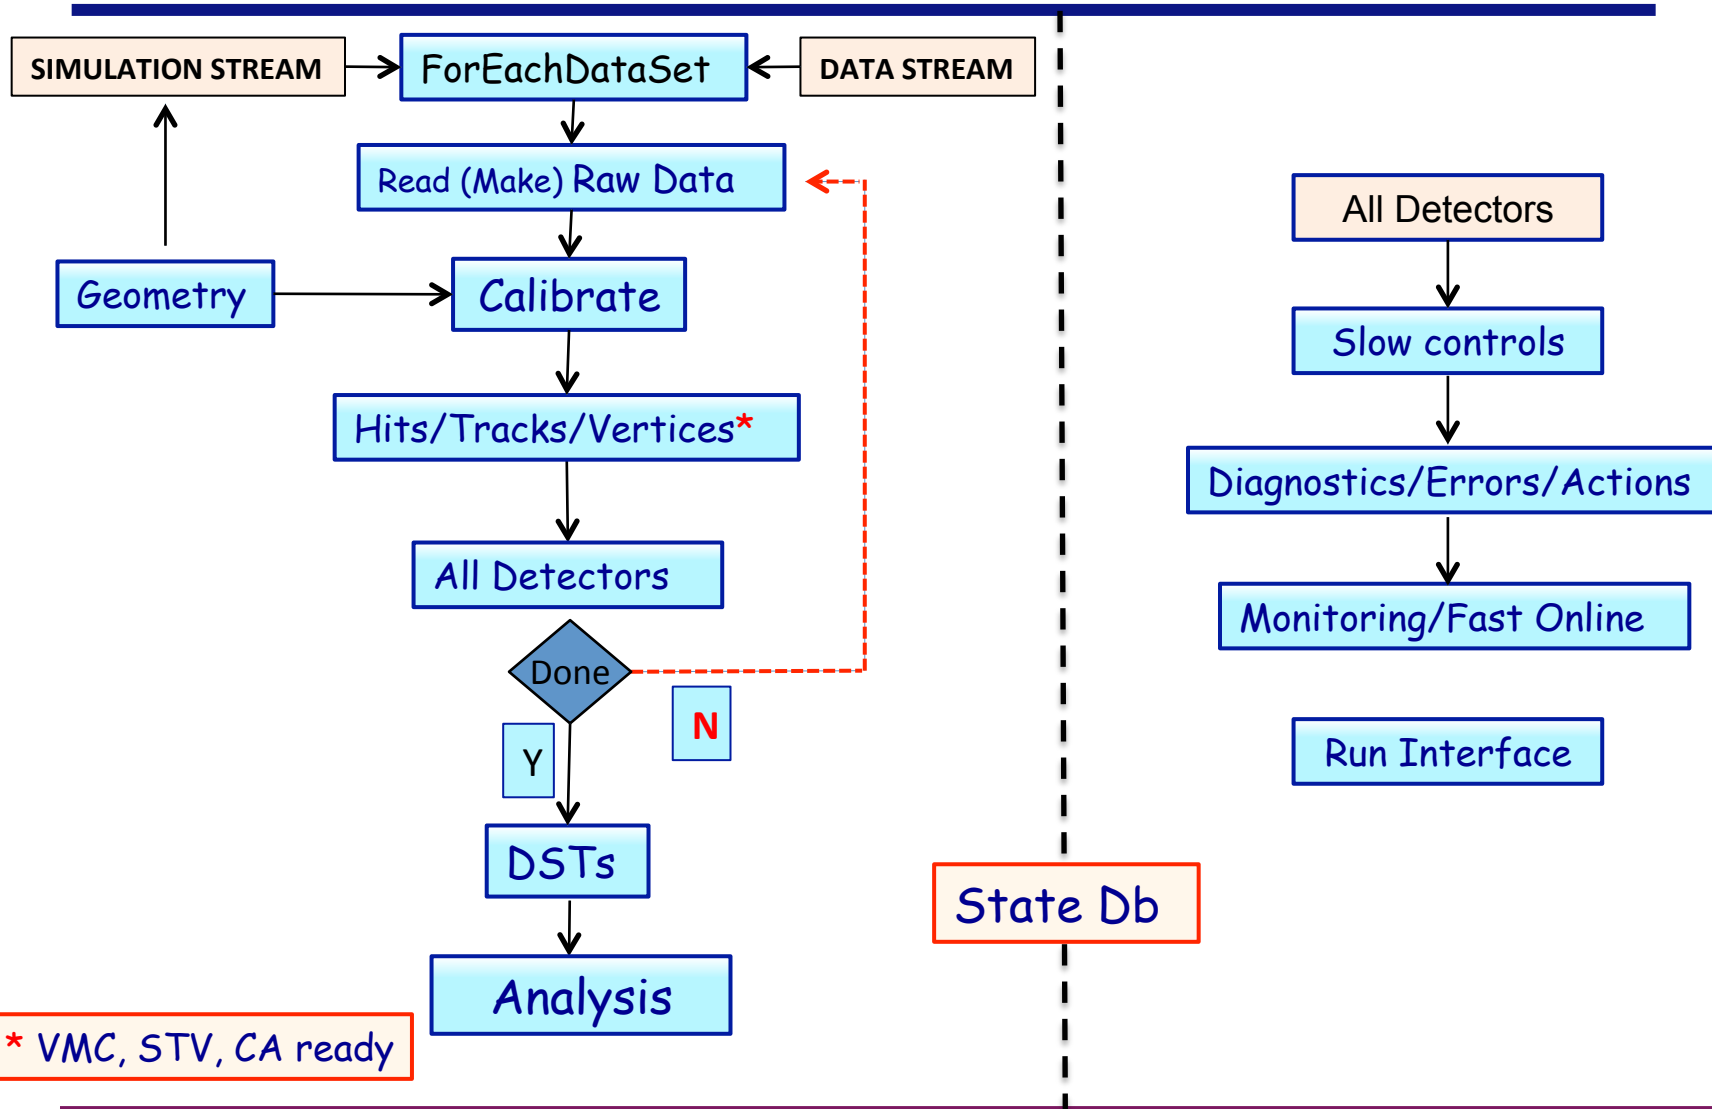 SIMULATION STREAM
ForEachDataSet
DATA STREAM
Read (Make) Raw Data
Geometry
Calibrate
Hits/Tracks/Vertices*
All Detectors
Done
N
Y
DSTs
Analysis
* VMC, STV, CA ready
State Db
All Detectors
Slow controls
Diagnostics/Errors/Actions
Monitoring/Fast Online
Run Interface